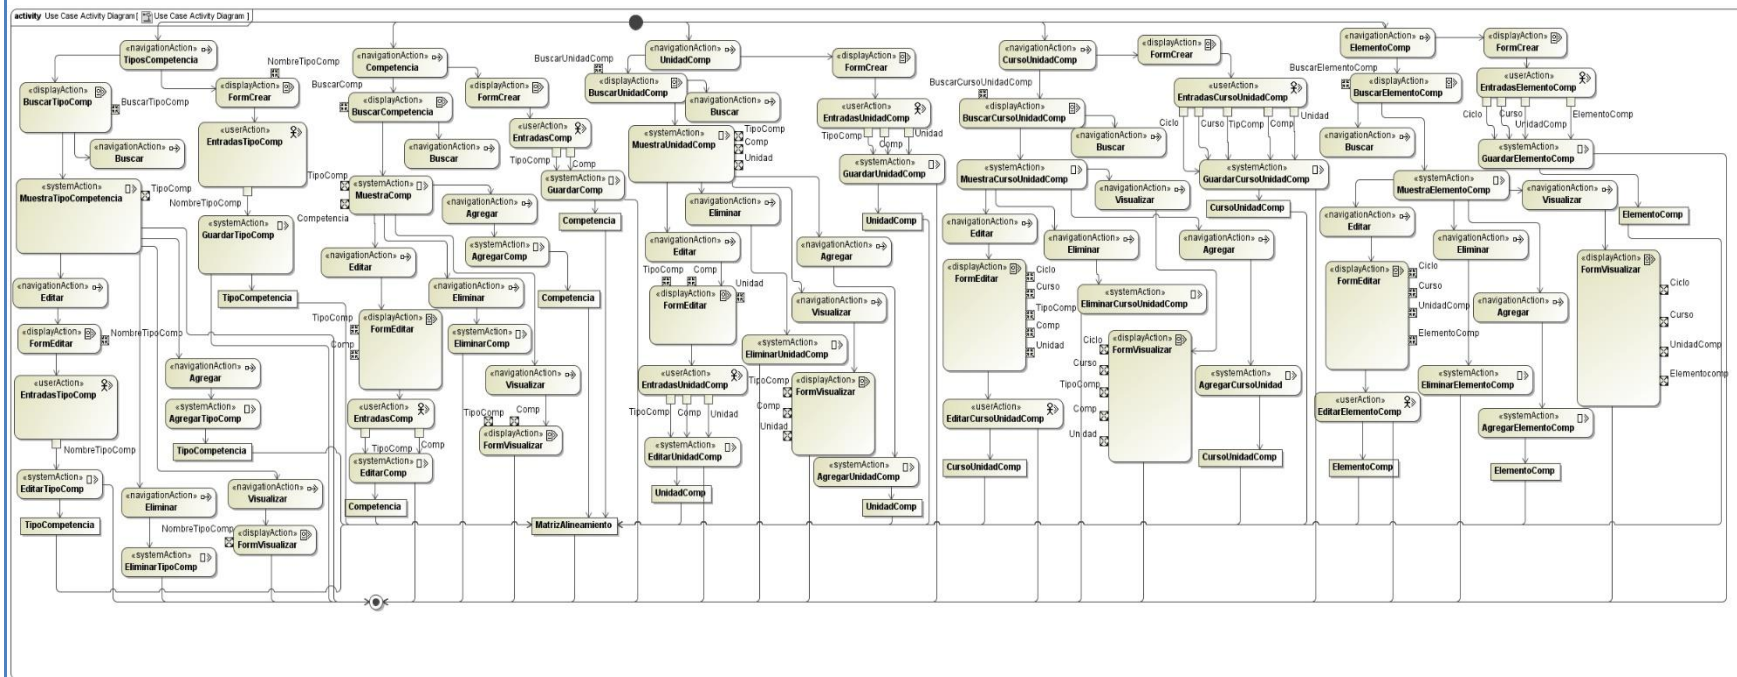 activity Use Case Activity Diagram [ Use Case Activity Diagram ]
«navigationAction»
TiposCompetencia
«displayAction»
BuscarTipoComp
BuscarTipoComp
NombreTipoComp
«displayAction»
FormCrear
«navigationAction»
Buscar
«userAction»
EntradasTipoComp
NombreTipoComp
«systemAction»
GuardarTipoComp
TipoCompetencia
«systemAction»
MuestraTipoCompetencia
TipoComp
«navigationAction»
Editar
«displayAction»
FormEditar
NombreTipoComp
«userAction»
EntradasTipoComp
NombreTipoComp
«systemAction»
EditarTipoComp
TipoCompetencia
«navigationAction»
Agregar
«systemAction»
AgregarTipoComp
TipoCompetencia
«navigationAction»
Eliminar
«systemAction»
EliminarTipoComp
«navigationAction»
Visualizar
NombreTipoComp
«displayAction»
FormVisualizar
«navigationAction»
Competencia
BuscarComp
«displayAction»
BuscarCompetencia
«displayAction»
FormCrear
«navigationAction»
Buscar
«userAction»
EntradasComp
TipoComp
Comp
«systemAction»
GuardarComp
Competencia
TipoComp
Competencia
«systemAction»
MuestraComp
«navigationAction»
Agregar
«systemAction»
AgregarComp
Competencia
«navigationAction»
Editar
TipoComp
Comp
«displayAction»
FormEditar
«userAction»
EntradasComp
TipoComp
Comp
«systemAction»
EditarComp
Competencia
«navigationAction»
Eliminar
«systemAction»
EliminarComp
«navigationAction»
Visualizar
TipoComp
Comp
«displayAction»
FormVisualizar
MatrizAlineamiento
«navigationAction»
UnidadComp
BuscarUnidadComp
«displayAction»
BuscarUnidadComp
«navigationAction»
Buscar
«displayAction»
FormCrear
«userAction»
EntradasUnidadComp
TipoComp
Comp
Unidad
«systemAction»
GuardarUnidadComp
UnidadComp
«systemAction»
MuestraUnidadComp
TipoComp
Comp
Unidad
«navigationAction»
Eliminar
«navigationAction»
Editar
TipoComp
Comp
Unidad
«displayAction»
FormEditar
«navigationAction»
Agregar
«navigationAction»
Visualizar
«systemAction»
EliminarUnidadComp
«userAction»
EntradasUnidadComp
TipoComp
Comp
Unidad
«systemAction»
EditarUnidadComp
UnidadComp
TipoComp
Comp
Unidad
«displayAction»
FormVisualizar
«systemAction»
AgregarUnidadComp
UnidadComp
«navigationAction»
CursoUnidadComp
BuscarCursoUnidadComp
«displayAction»
BuscarCursoUnidadComp
«navigationAction»
Buscar
«displayAction»
FormCrear
«userAction»
EntradasCursoUnidadComp
Ciclo
Curso
TipComp
Comp
Unidad
«systemAction»
GuardarCursoUnidadComp
CursoUnidadComp
«systemAction»
MuestraCursoUnidadComp
«navigationAction»
Visualizar
«navigationAction»
Editar
«navigationAction»
Eliminar
«navigationAction»
Agregar
«displayAction»
FormEditar
Ciclo
Curso
TipoComp
Comp
Unidad
«systemAction»
EliminarCursoUnidadComp
Ciclo
Curso
TipoComp
Comp
Unidad
«displayAction»
FormVisualizar
«systemAction»
AgregarCursoUnidad
CursoUnidadComp
«userAction»
EditarCursoUnidadComp
CursoUnidadComp
«navigationAction»
ElementoComp
BuscarElementoComp
«displayAction»
BuscarElementoComp
«navigationAction»
Buscar
«displayAction»
FormCrear
«userAction»
EntradasElementoComp
Ciclo
Curso
UnidadComp
ElementoComp
«systemAction»
GuardarElementoComp
ElementoComp
«systemAction»
MuestraElementoComp
«navigationAction»
Visualizar
«navigationAction»
Editar
«navigationAction»
Eliminar
«displayAction»
FormEditar
Ciclo
Curso
UnidadComp
ElementoComp
«navigationAction»
Agregar
«displayAction»
FormVisualizar
Ciclo
Curso
UnidadComp
Elementocomp
«systemAction»
EliminarElementoComp
«userAction»
EditarElementoComp
ElementoComp
«systemAction»
AgregarElementoComp
ElementoComp